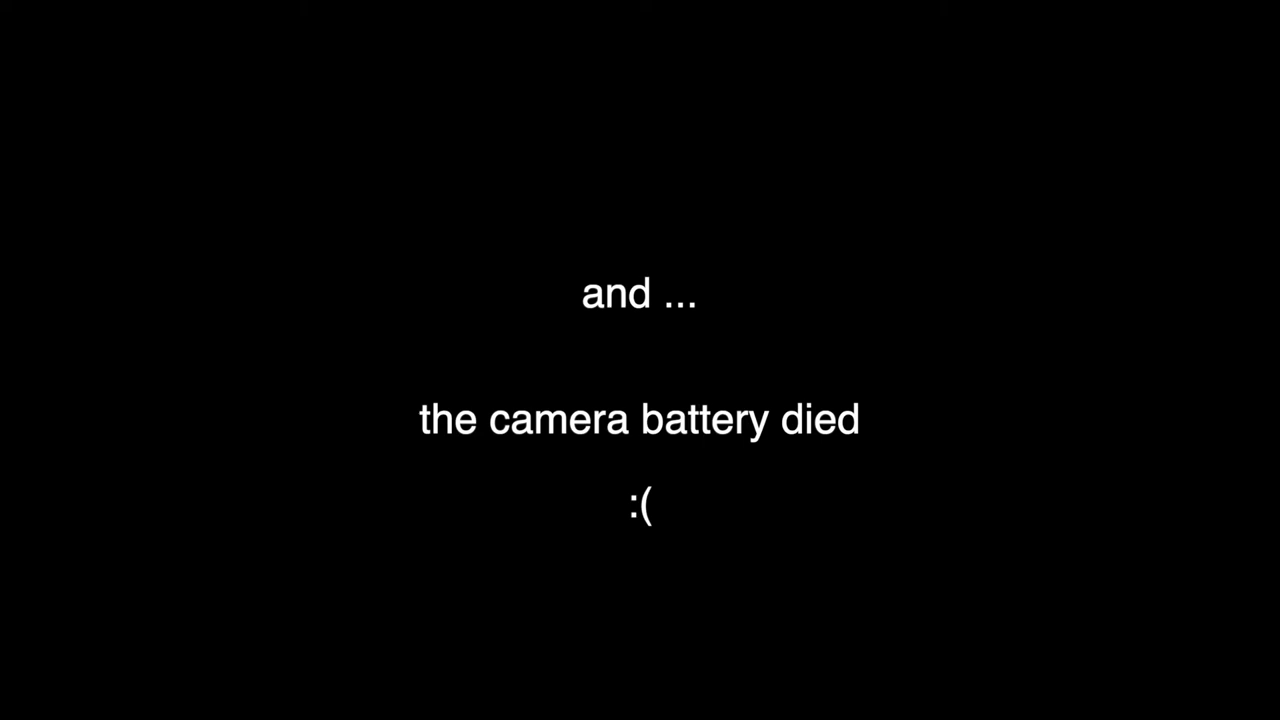 and ...
the camera battery died
:(